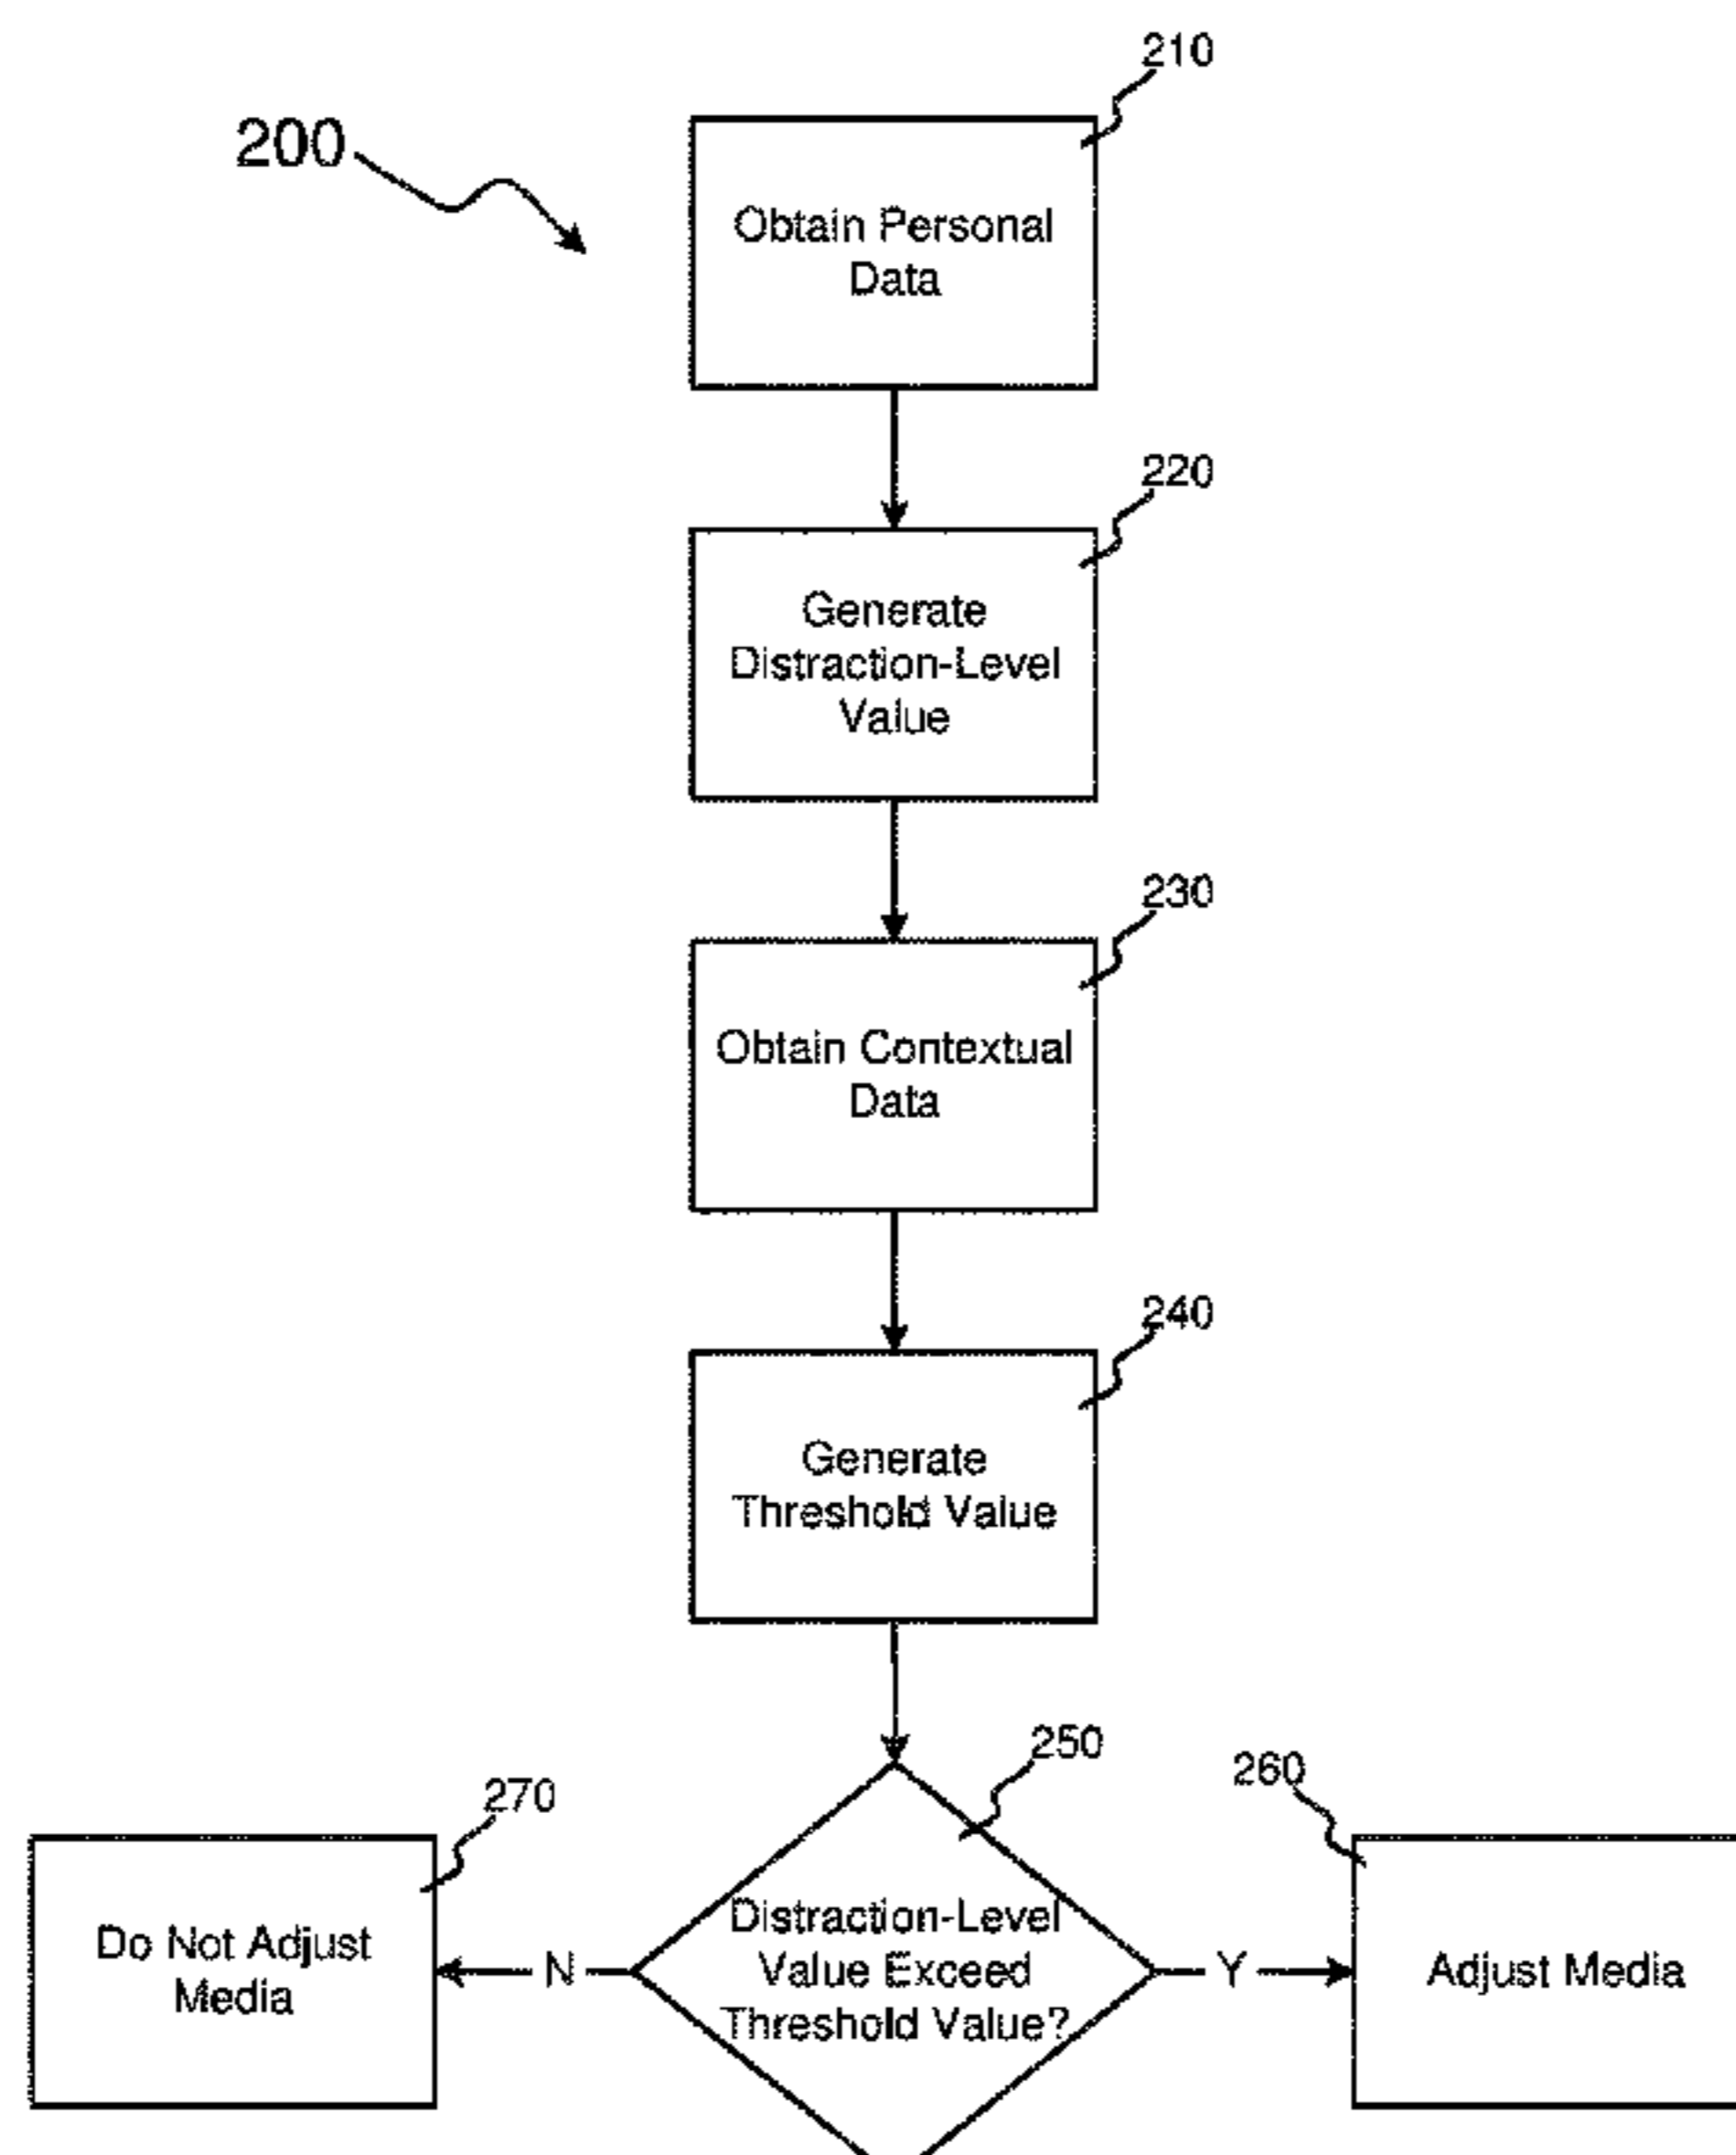 210
200
Obtain Personal
Data
220
Generate
Distraction-Level
Value
230
Obtain Contextual
Data
240
Generate
Threshold Value
250
260
270
Distraction-Level
Value Exceed
Threshold Value?
N
Y
Do Not Adjust
Media
Adjust Media